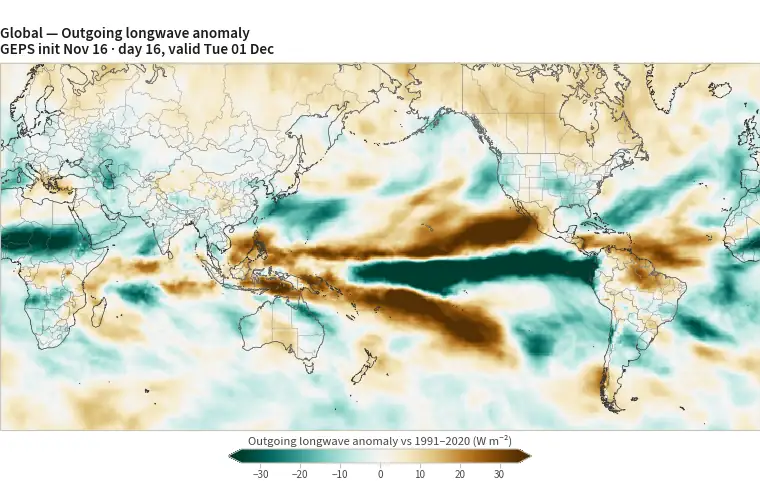 Global — Outgoing longwave anomaly
GEPS init Nov 16 · day 16, valid Tue 01 Dec
Outgoing longwave anomaly vs 1991–2020 (W m⁻²)
−30 −20 −10 0 10 20 30